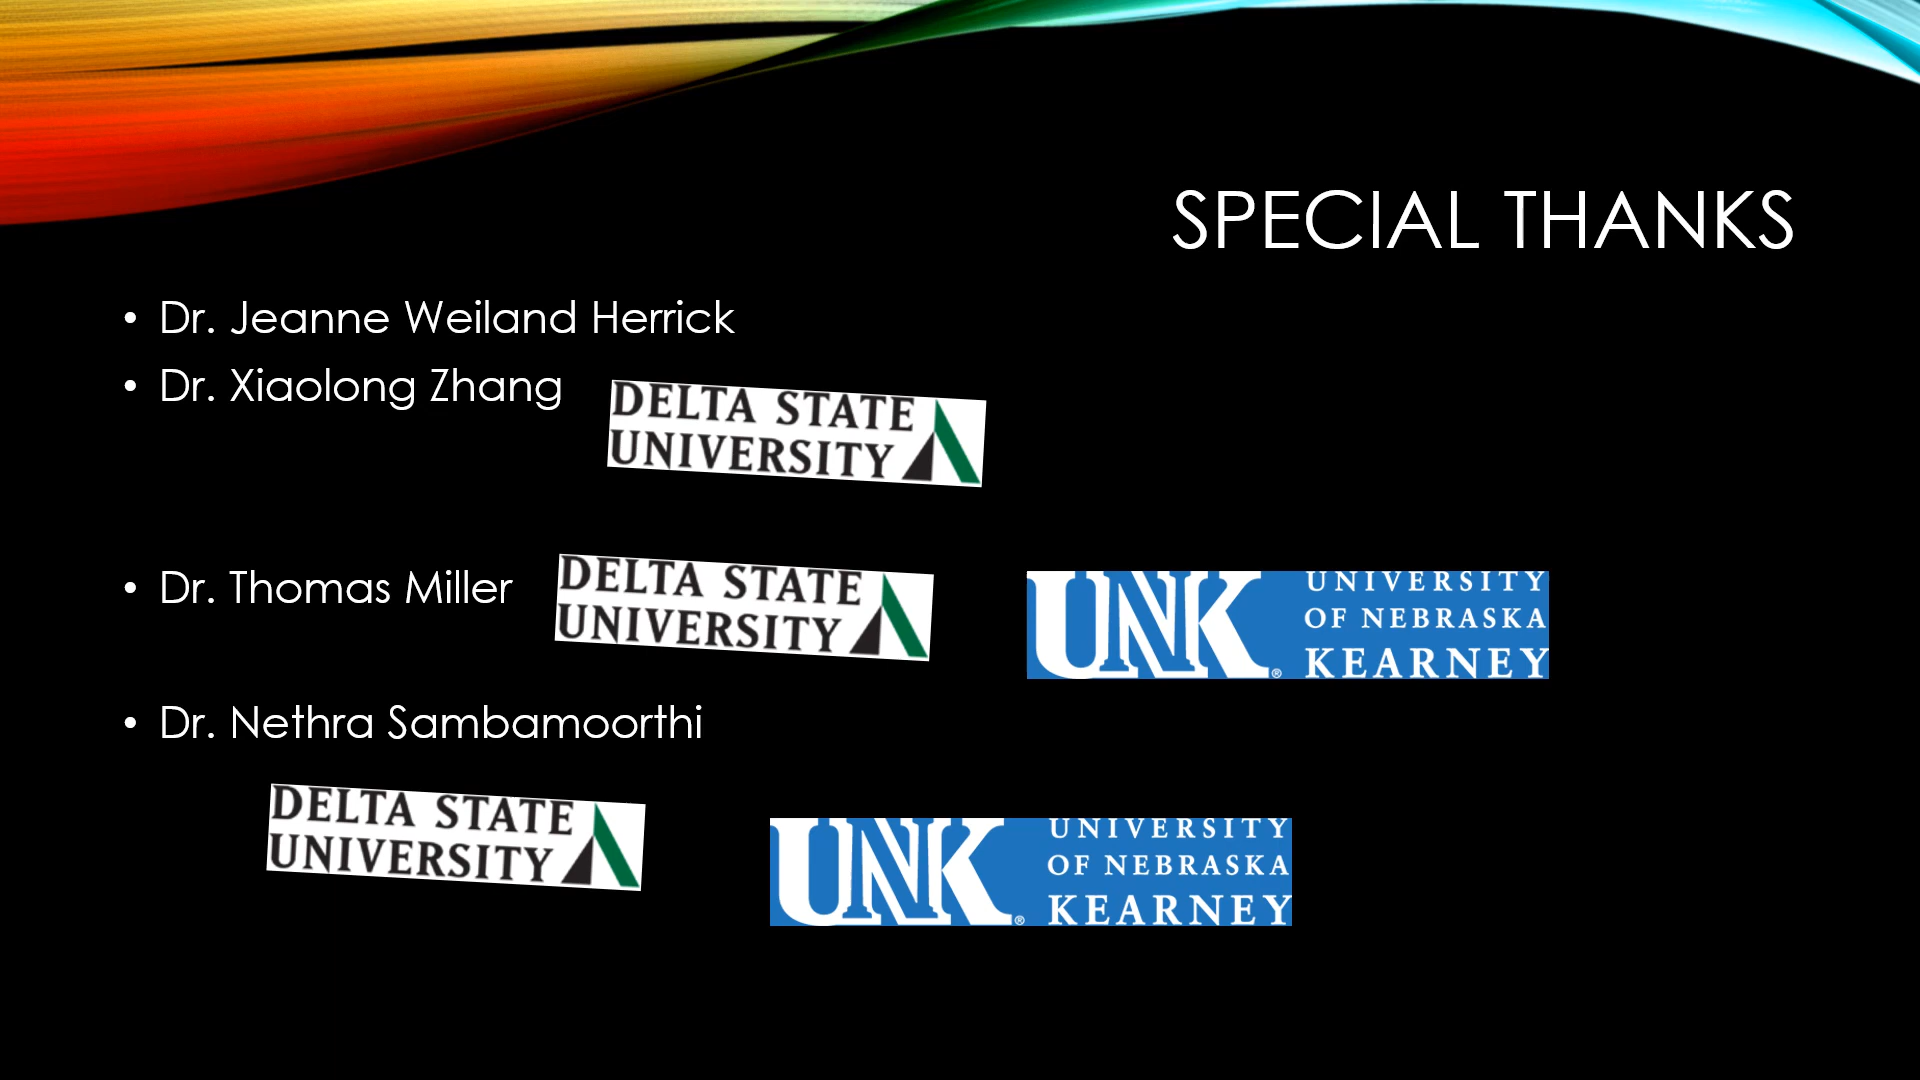 SPECIAL THANKS
• Dr. Jeanne Weiland Herrick
• Dr. Xiaolong Zhang
DELTA STATE
UNIVERSITY
• Dr. Thomas Miller
DELTA STATE
UNIVERSITY
UNK®
UNIVERSITY
OF NEBRASKA
KEARNEY
• Dr. Nethra Sambamoorthi
DELTA STATE
UNIVERSITY
UNK®
UNIVERSITY
OF NEBRASKA
KEARNEY